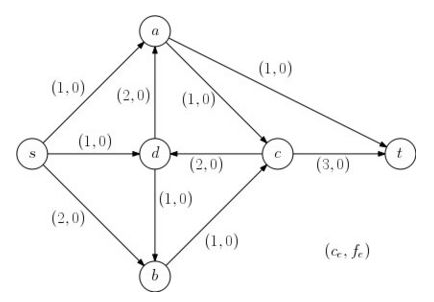 a
(1,0)
(1,0)
(2,0)
(1,0)
s
(1,0)
d
(2,0)
c
(3,0)
t
(1,0)
(2,0)
(1,0)
b
(c_e, f_e)